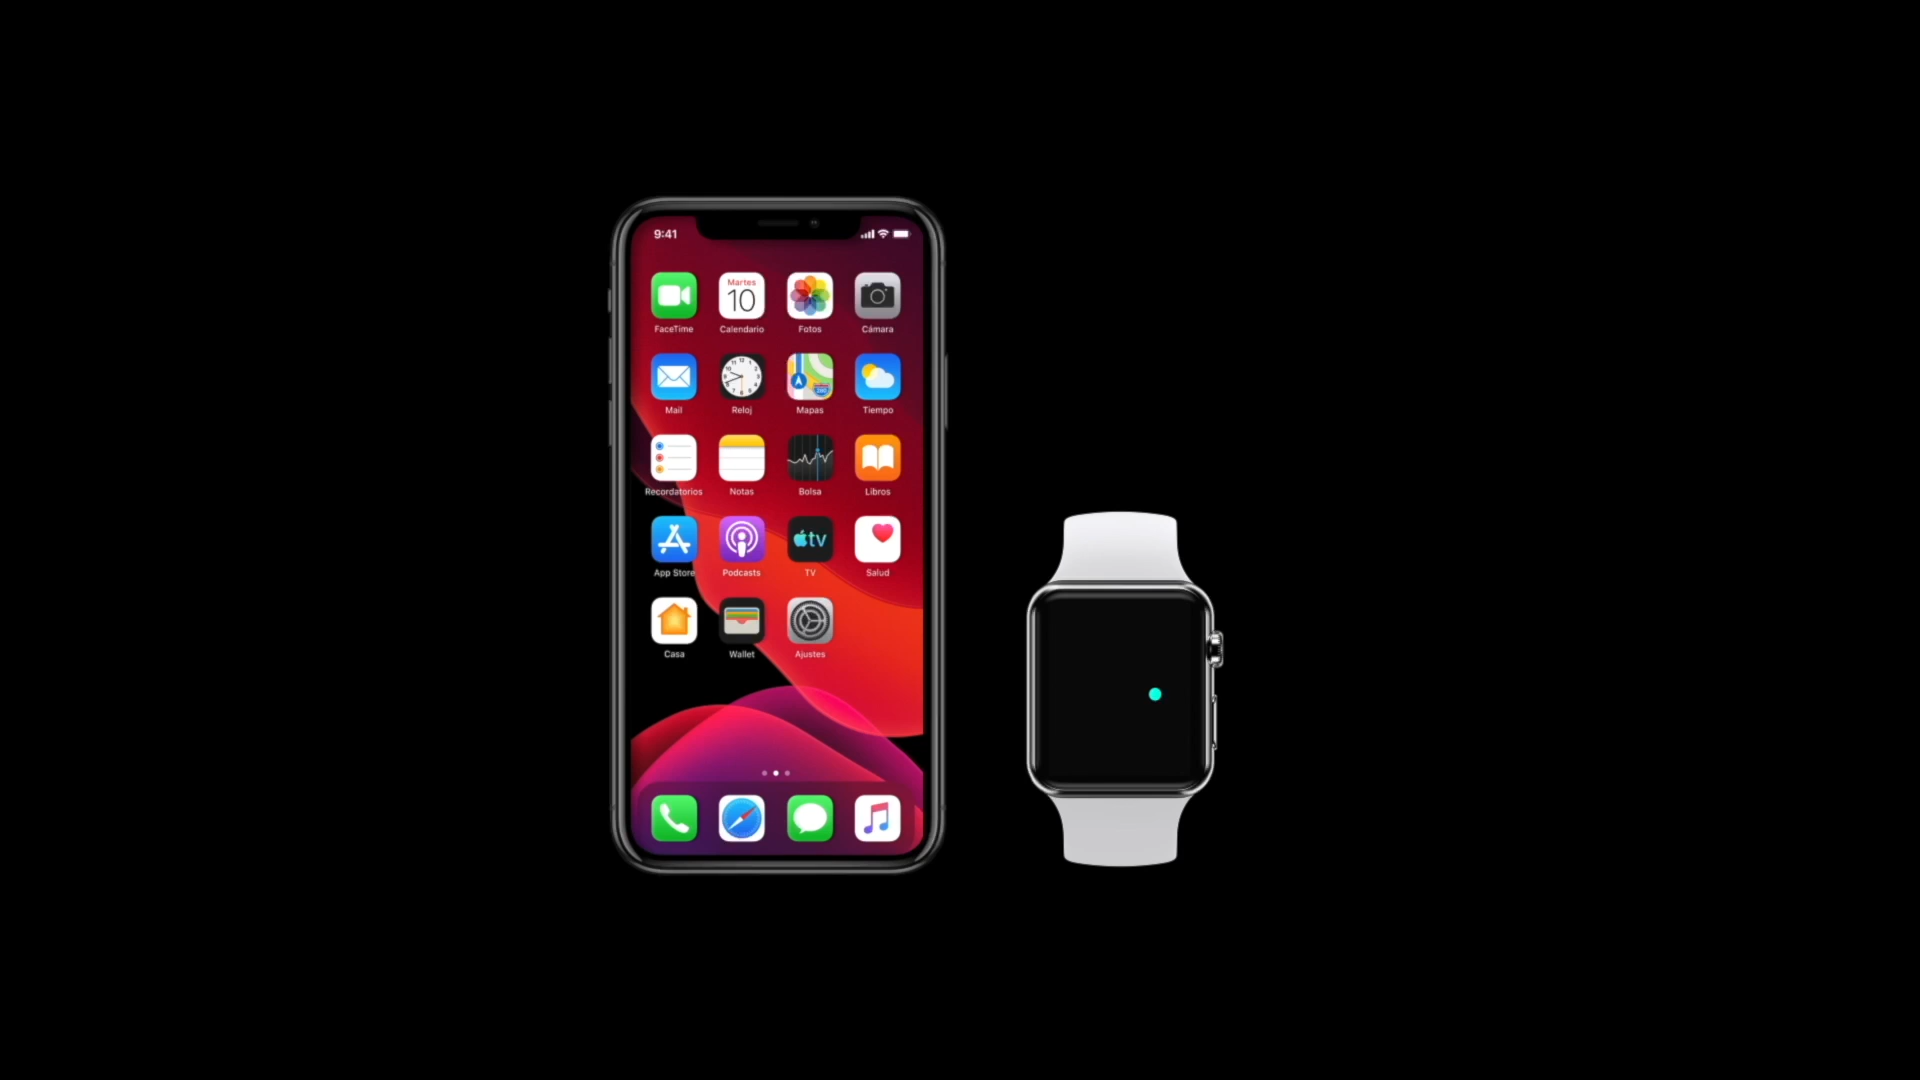 9:41
Martes
10
FaceTime
Calendario
Fotos
Cámara
Mail
Reloj
Mapas
Tiempo
Recordatorios
Notas
Bolsa
Libros
tv
App Store
Podcasts
TV
Salud
Casa
Wallet
Ajustes